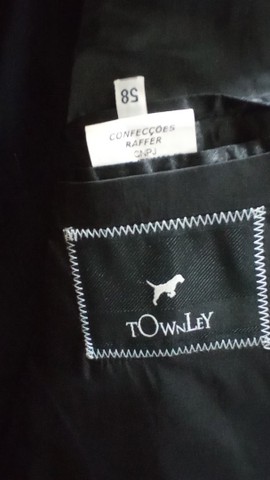 58
CONFECÇÕES
RAFFER
CNPJ
TOWNLEY